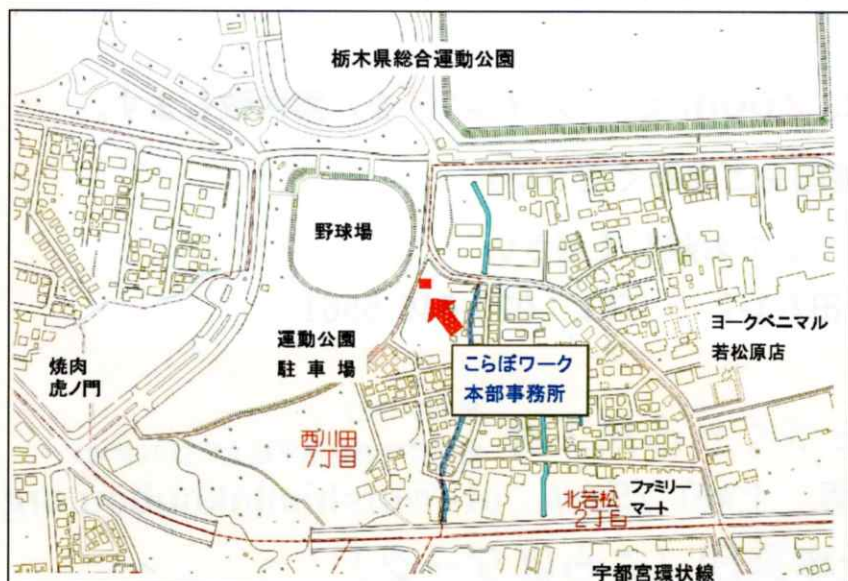 栃木県総合運動公園
野球場
運動公園
駐車場
焼肉
虎ノ門
ヨークベニマル
若松原店
こらぼワーク
本部事務所
西川田
7丁目
北若松
2丁目
ファミリー
マート
宇都宮環状線